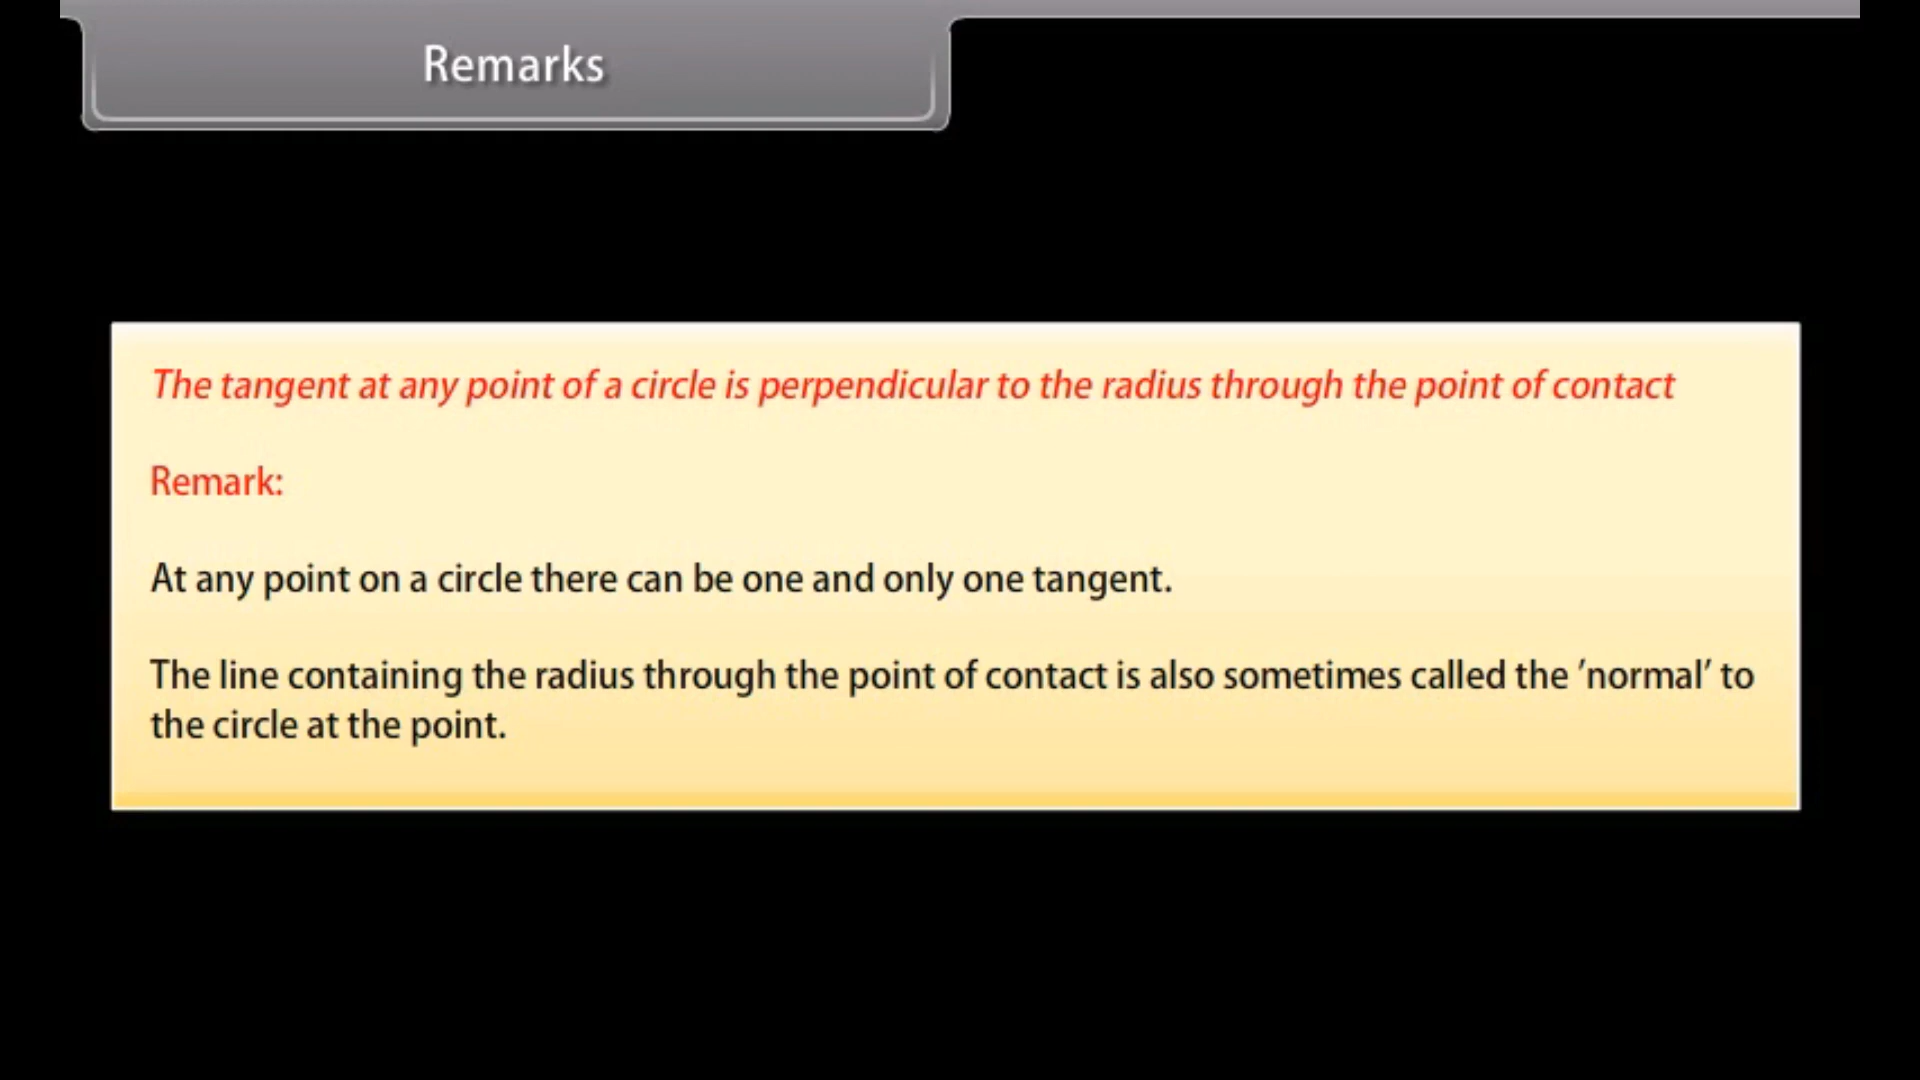 Remarks
The tangent at any point of a circle is perpendicular to the radius through the point of contact
Remark:
At any point on a circle there can be one and only one tangent.
The line containing the radius through the point of contact is also sometimes called the ′normal′ to
the circle at the point.